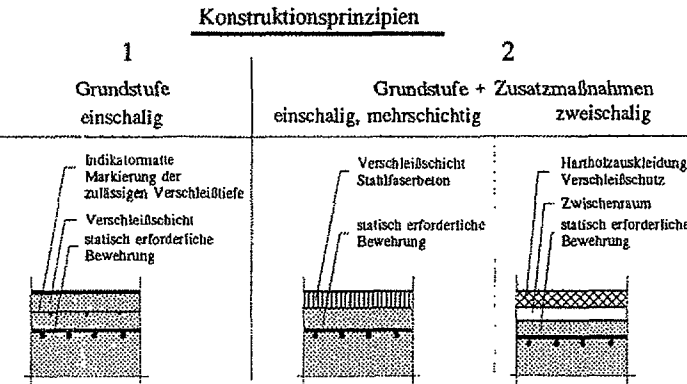 Konstruktionsprinzipien
1
Grundstufe
einschalig
2
Grundstufe + Zusatzmaßnahmen
einschalig, mehrschichtig
zweischalig
Indikatormatte
Markierung der
zulässigen Verschleißtiefe
Verschleißschicht
statisch erforderliche
Bewehrung
Verschleißschicht
Stahlfaserbeton
statisch erforderliche
Bewehrung
Hartholzauskleidung
Verschleißschutz
Zwischenraum
statisch erforderliche
Bewehrung